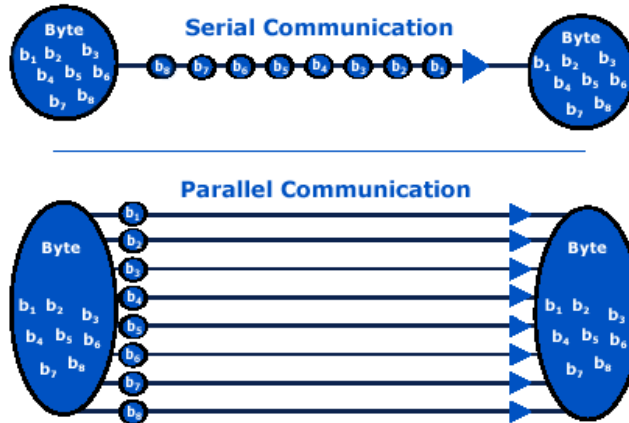 Serial Communication
Byte
b1 b2 b3
b4 b5 b6
b7 b8
b8 b7 b6 b5 b4 b3 b2 b1
Byte
b1 b2 b3
b4 b5 b6
b7 b8
Parallel Communication
Byte
b1 b2 b3
b4 b5 b6
b7 b8
b1
b2
b3
b4
b5
b6
b7
b8
Byte
b1 b2 b3
b4 b5 b6
b7 b8